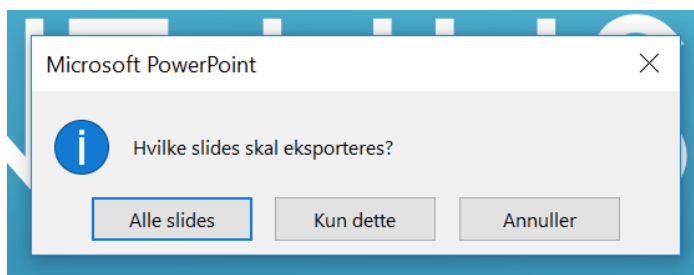 Microsoft PowerPoint
Hvilke slides skal eksporteres?
Alle slides
Kun dette
Annuller